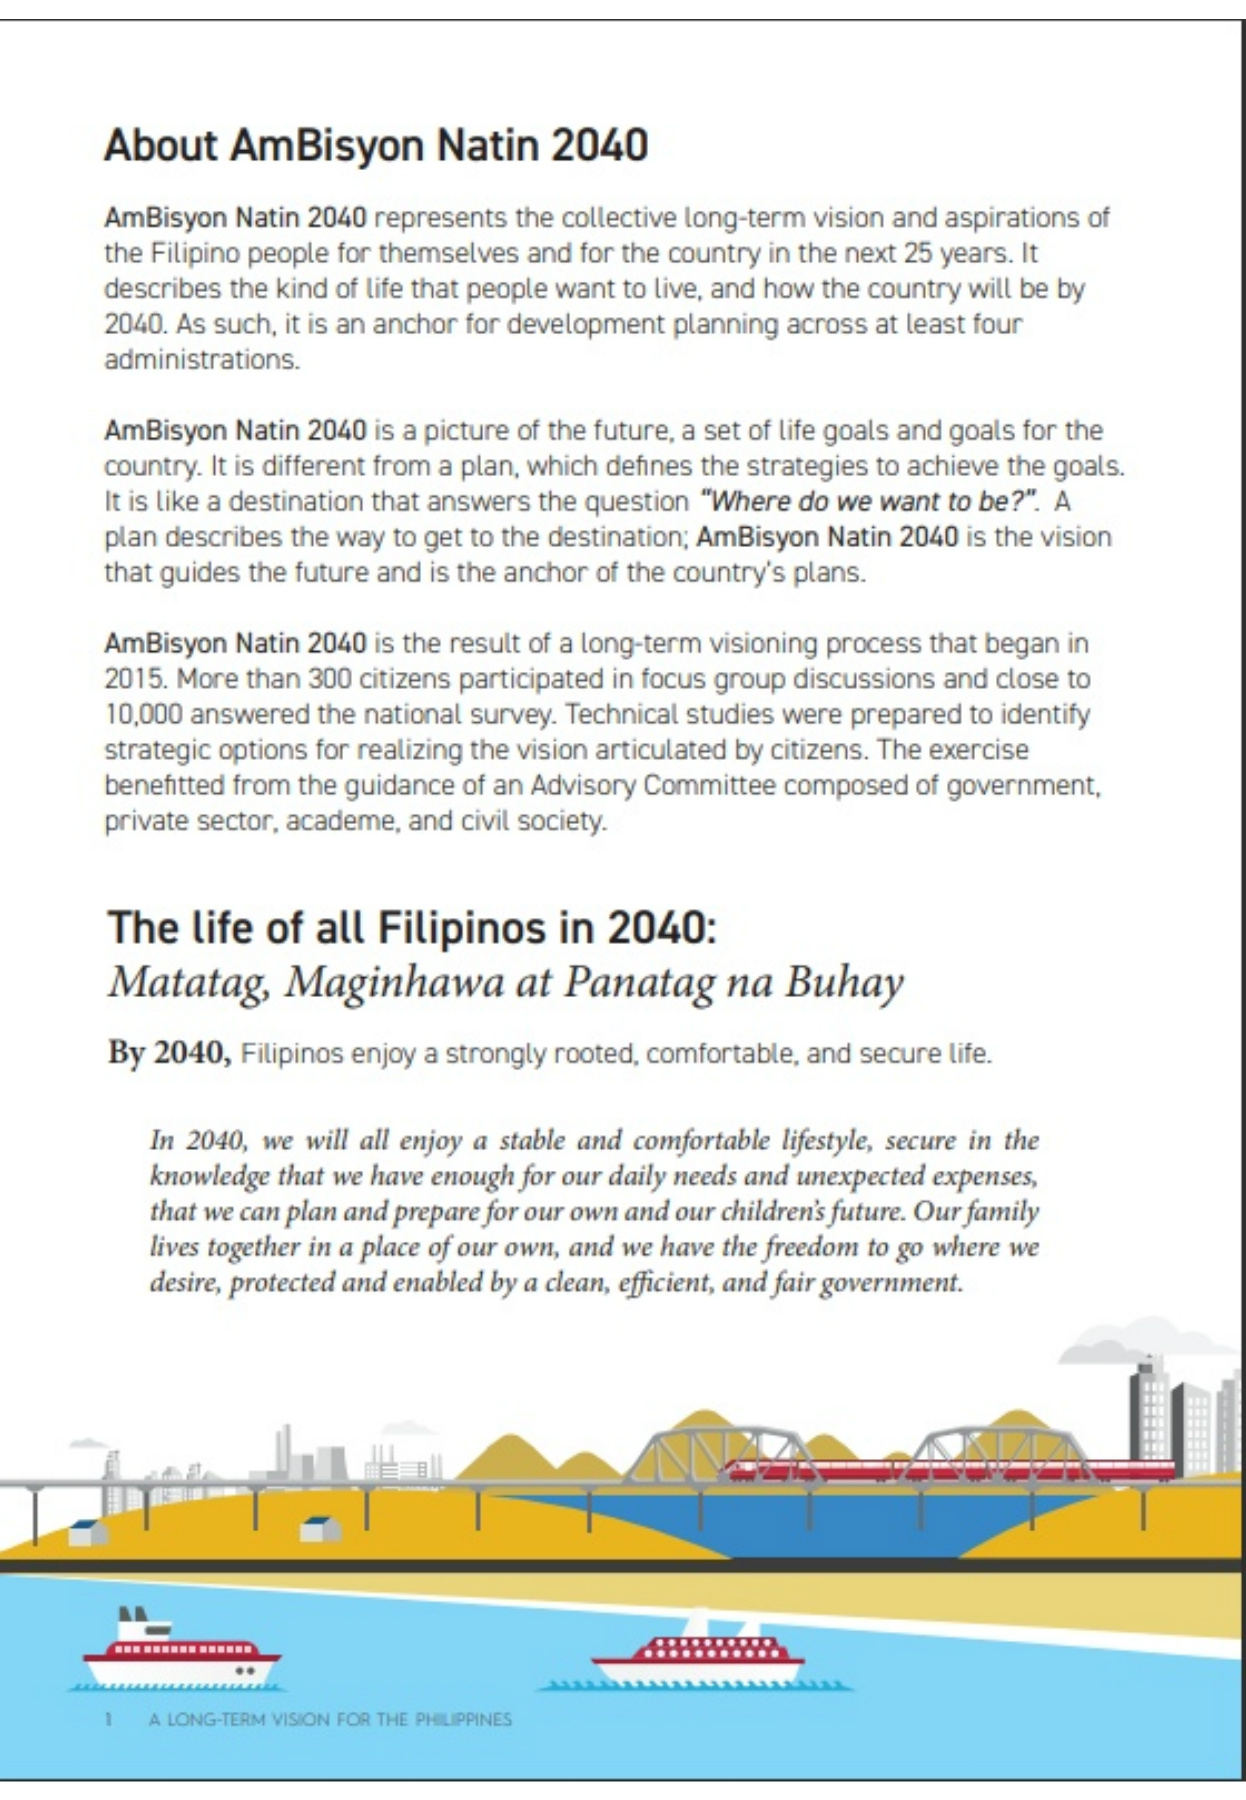 About AmBisyon Natin 2040
AmBisyon Natin 2040 represents the collective long-term vision and aspirations of
the Filipino people for themselves and for the country in the next 25 years. It
describes the kind of life that people want to live, and how the country will be by
2040. As such, it is an anchor for development planning across at least four
administrations.
AmBisyon Natin 2040 is a picture of the future, a set of life goals and goals for the
country. It is different from a plan, which defines the strategies to achieve the goals.
It is like a destination that answers the question “Where do we want to be?”. A
plan describes the way to get to the destination; AmBisyon Natin 2040 is the vision
that guides the future and is the anchor of the country's plans.
AmBisyon Natin 2040 is the result of a long-term visioning process that began in
2015. More than 300 citizens participated in focus group discussions and close to
10,000 answered the national survey. Technical studies were prepared to identify
strategic options for realizing the vision articulated by citizens. The exercise
benefitted from the guidance of an Advisory Committee composed of government,
private sector, academe, and civil society.
The life of all Filipinos in 2040:
Matatag, Maginhawa at Panatag na Buhay
By 2040, Filipinos enjoy a strongly rooted, comfortable, and secure life.
In 2040, we will all enjoy a stable and comfortable lifestyle, secure in the
knowledge that we have enough for our daily needs and unexpected expenses,
that we can plan and prepare for our own and our children's future. Our family
lives together in a place of our own, and we have the freedom to go where we
desire, protected and enabled by a clean, efficient, and fair government.
1 A LONG-TERM VISION FOR THE PHILIPPINES